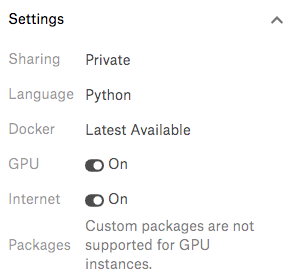 Settings
Sharing Private
Language Python
Docker Latest Available
GPU On
Internet On
Packages Custom packages are not
supported for GPU
instances.